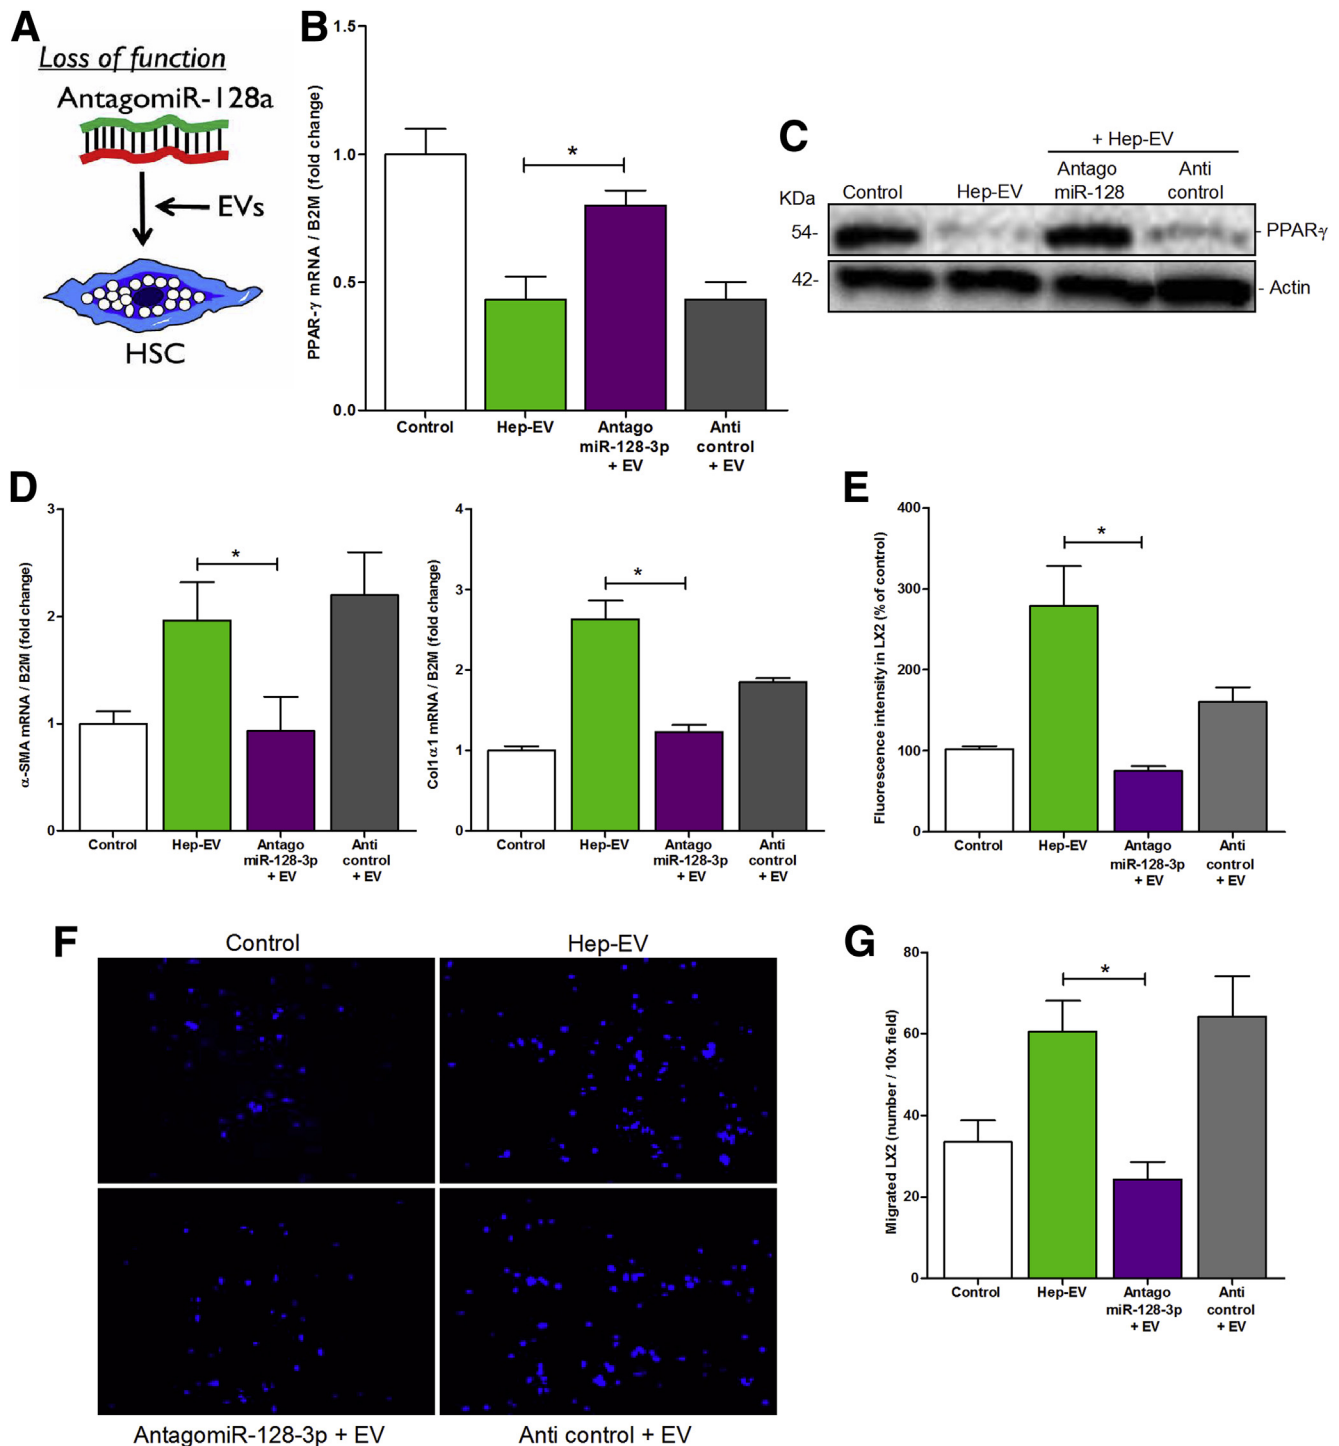 A
Loss of function
AntagomiR-128a
EVs
HSC
B
PPAR-γ mRNA / B2M (fold change)
1.5
1.0
0.5
0.0
*
Control
Hep-EV
Antago
miR-128-3p
+ EV
Anti
control
+ EV
C
+ Hep-EV
KDa
Control
Hep-EV
Antago
miR-128
Anti
control
54-
- PPAR-γ
42-
- Actin
D
α-SMA mRNA / B2M (fold change)
3
2
1
0
*
Control
Hep-EV
Antago
miR-128-3p
+ EV
Anti
control
+ EV
Col1α1 mRNA / B2M (fold change)
4
3
2
1
0
*
Control
Hep-EV
Antago
miR-128-3p
+ EV
Anti
control
+ EV
E
Fluorescence intensity in LX2 (% of control)
400
300
200
100
0
*
Control
Hep-EV
Antago
miR-128-3p
+ EV
Anti
control
+ EV
F
Control
Hep-EV
AntagomiR-128-3p + EV
Anti control + EV
G
Migrated LX2 (number / 10x field)
80
60
40
20
0
*
Control
Hep-EV
Antago
miR-128-3p
+ EV
Anti
control
+ EV